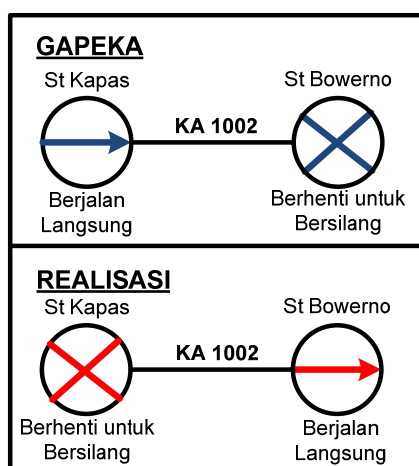 GAPEKA
St Kapas
St Bowerno
KA 1002
Berjalan
Langsung
Berhenti untuk
Bersilang
REALISASI
St Kapas
St Bowerno
KA 1002
Berhenti untuk
Bersilang
Berjalan
Langsung